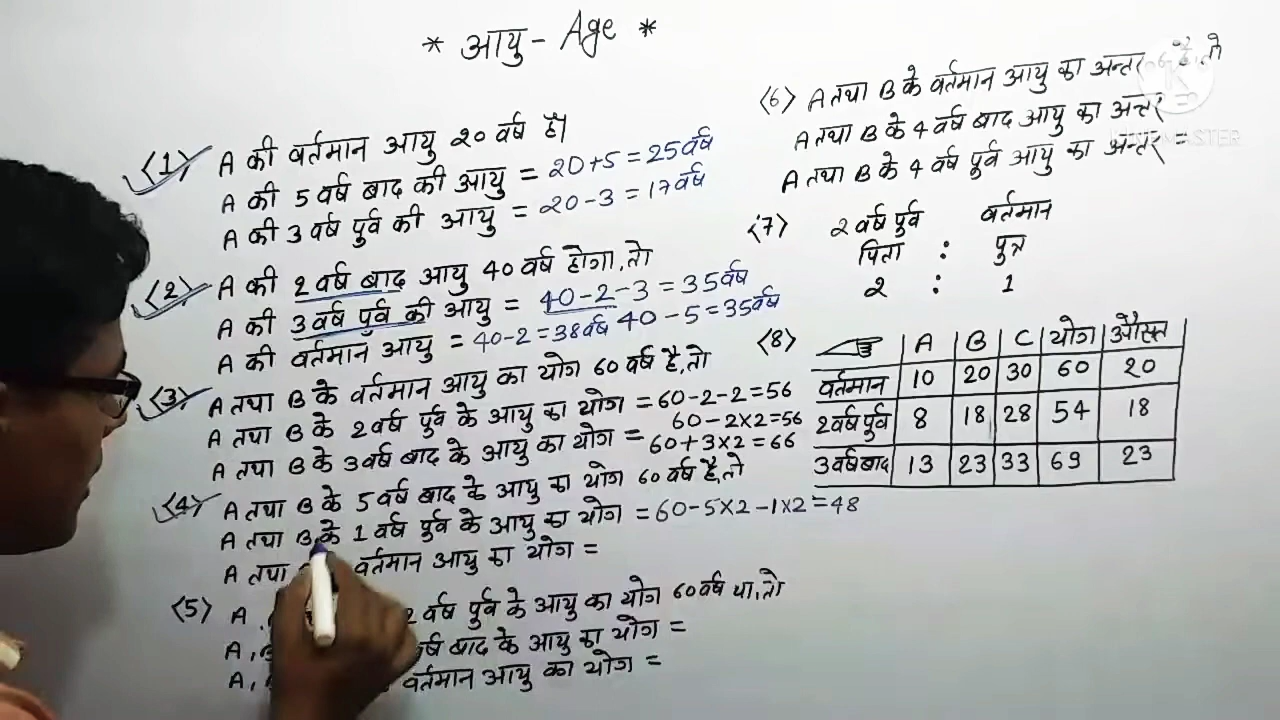 * आयु - Age *
<1> A की वर्तमान आयु 20 वर्ष है।
A की 5 वर्ष बाद की आयु = 20+5 = 25 वर्ष
A की 3 वर्ष पुर्व की आयु = 20-3 = 17 वर्ष
<2> A की 2 वर्ष बाद आयु 40 वर्ष होगा, तो
A की 3 वर्ष पुर्व की आयु = 40-2-3 = 35 वर्ष
A की वर्तमान आयु = 40-2 = 38 वर्ष 40-5 = 35 वर्ष
<3> A तथा B के वर्तमान आयु का योग 60 वर्ष है, तो
A तथा B के 2 वर्ष पुर्व के आयु का योग = 60-2-2 = 56
60-2×2 = 56
A तथा B के 3 वर्ष बाद के आयु का योग = 60+3×2 = 66
<4> A तथा B के 5 वर्ष बाद के आयु का योग 60 वर्ष है, तो
A तथा B के 1 वर्ष पुर्व के आयु का योग = 60-5×2-1×2 = 48
A तथा वर्तमान आयु का योग =
<5> A, 2 वर्ष पुर्व के आयु का योग 60 वर्ष था, तो
A, बाद के आयु का योग =
A, वर्तमान आयु का योग =
<6> A तथा B के वर्तमान आयु का अन्तर 6 है, तो
A तथा B के 4 वर्ष बाद आयु का अन्तर =
A तथा B के 4 वर्ष पुर्व आयु का अन्तर =
<7> 2 वर्ष पुर्व वर्तमान
पिता : पुत्र
2 : 1
<8> A B C योग औसत
वर्तमान 10 20 30 60 20
2 वर्ष पुर्व 8 18 28 54 18
3 वर्ष बाद 13 23 33 69 23